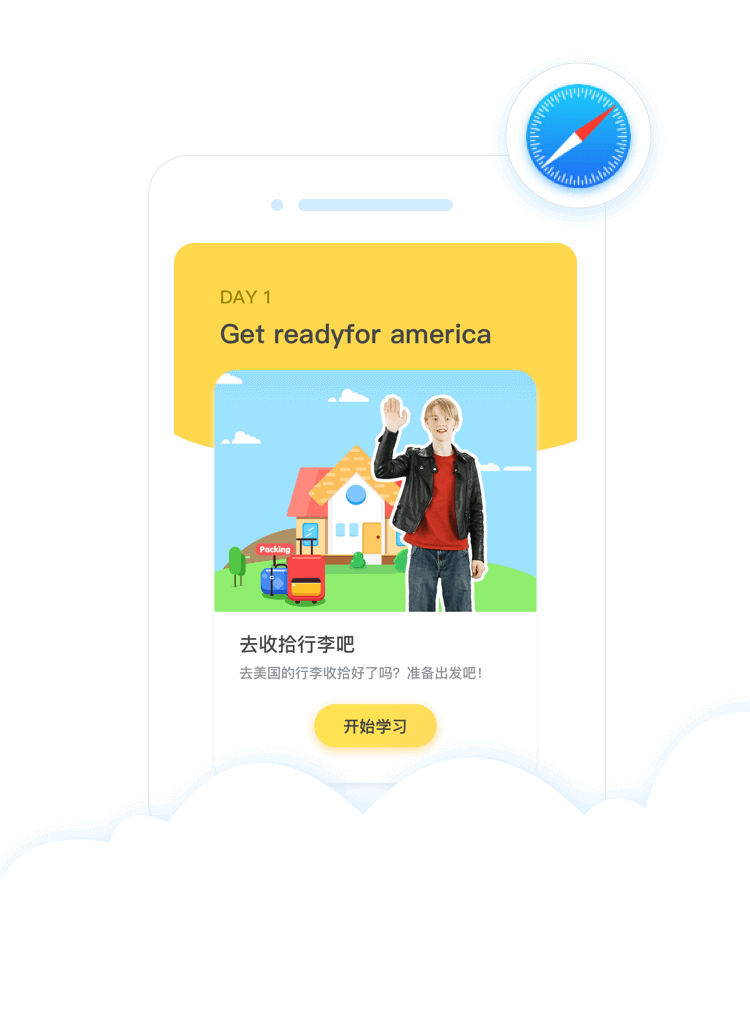 DAY 1
Get readyfor america
Packing
去收拾行李吧
去美国的行李收拾好了吗？准备出发吧！
开始学习